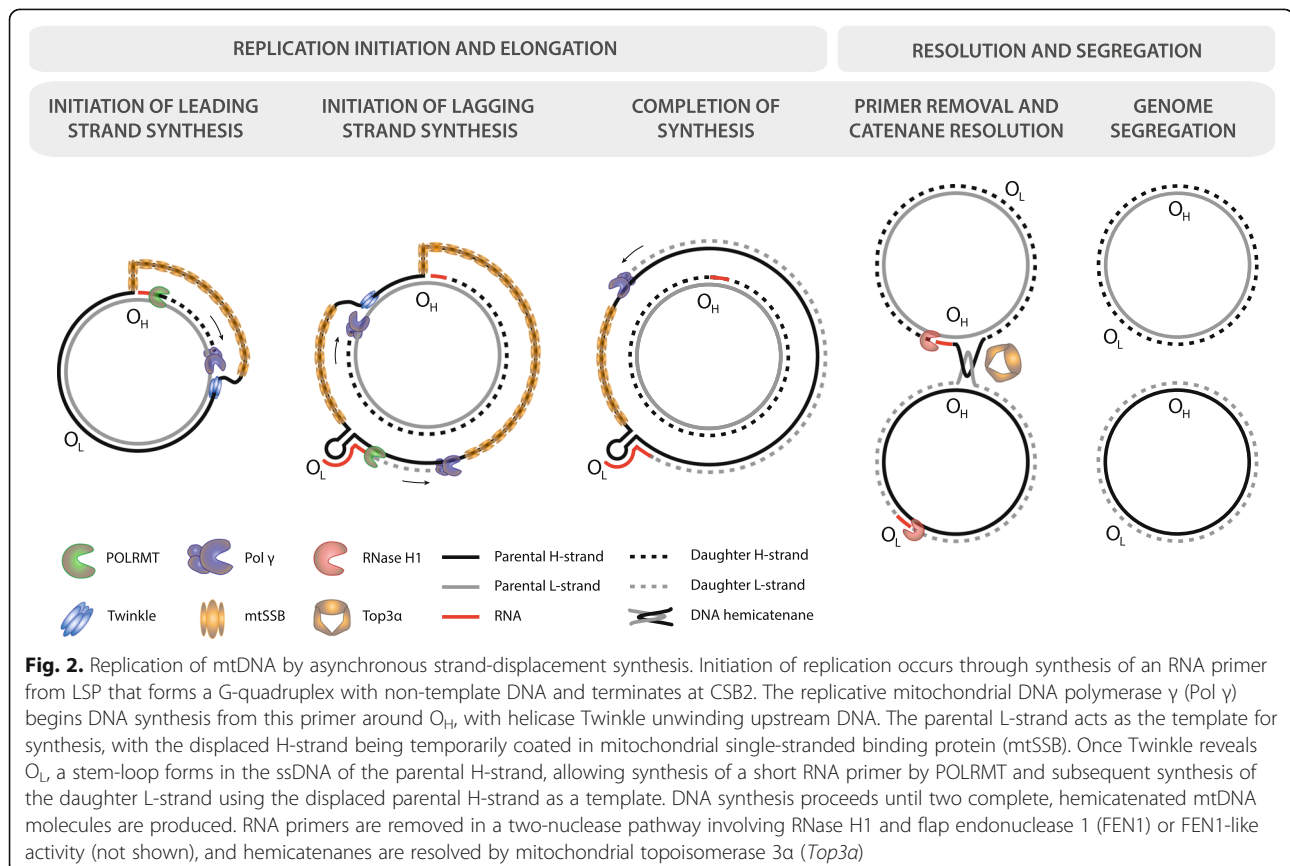 REPLICATION INITIATION AND ELONGATION
RESOLUTION AND SEGREGATION
INITIATION OF LEADING
STRAND SYNTHESIS
INITIATION OF LAGGING
STRAND SYNTHESIS
COMPLETION OF
SYNTHESIS
PRIMER REMOVAL AND
CATENANE RESOLUTION
GENOME
SEGREGATION
OH
OL
OH
OL
OH
OL
OL
OH
OH
OL
OH
OL
OH
OL
POLRMT
Pol γ
RNase H1
Twinkle
mtSSB
Top3α
Parental H-strand
Parental L-strand
RNA
Daughter H-strand
Daughter L-strand
DNA hemicatenane
Fig. 2. Replication of mtDNA by asynchronous strand-displacement synthesis. Initiation of replication occurs through synthesis of an RNA primer
from LSP that forms a G-quadruplex with non-template DNA and terminates at CSB2. The replicative mitochondrial DNA polymerase γ (Pol γ)
begins DNA synthesis from this primer around OH, with helicase Twinkle unwinding upstream DNA. The parental L-strand acts as the template for
synthesis, with the displaced H-strand being temporarily coated in mitochondrial single-stranded binding protein (mtSSB). Once Twinkle reveals
OL, a stem-loop forms in the ssDNA of the parental H-strand, allowing synthesis of a short RNA primer by POLRMT and subsequent synthesis of
the daughter L-strand using the displaced parental H-strand as a template. DNA synthesis proceeds until two complete, hemicatenated mtDNA
molecules are produced. RNA primers are removed in a two-nuclease pathway involving RNase H1 and flap endonuclease 1 (FEN1) or FEN1-like
activity (not shown), and hemicatenanes are resolved by mitochondrial topoisomerase 3α (Top3α)